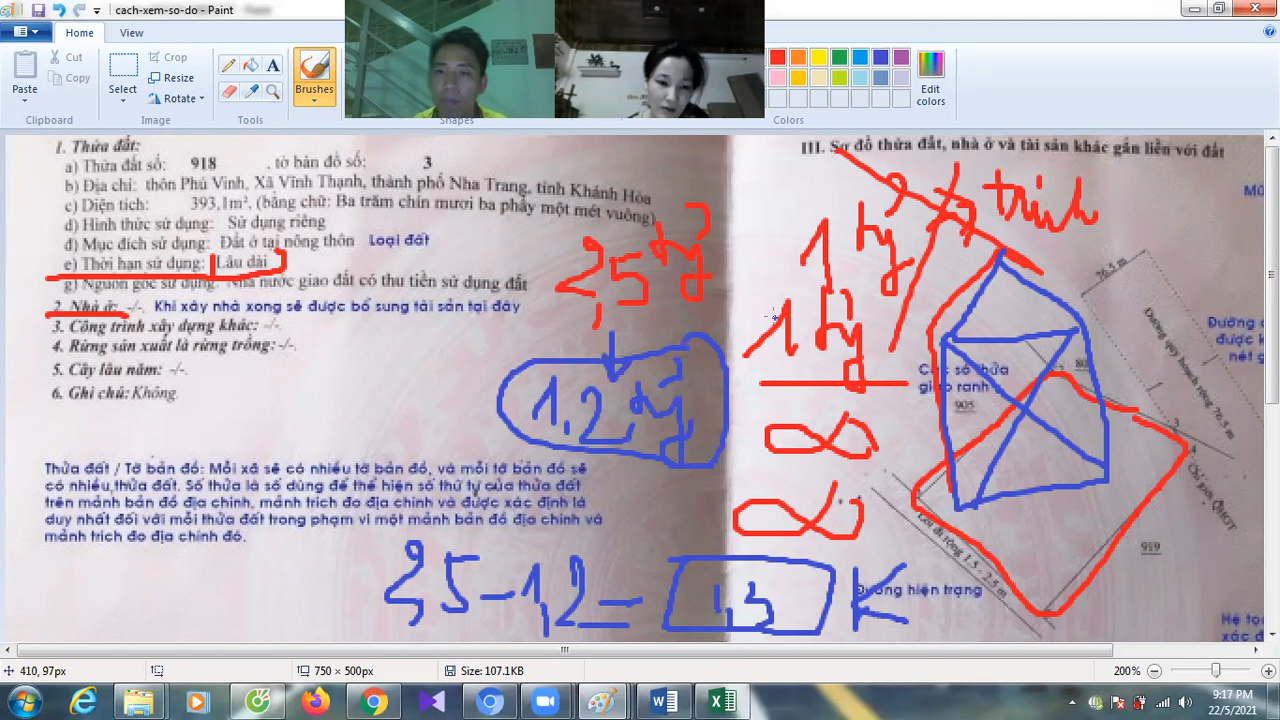 cach-xem-so-do - Paint
Home
View
Paste
Cut
Copy
Clipboard
Select
Crop
Resize
Rotate
Image
Tools
Brushes
Shapes
Edit colors
Colors
1. Thửa đất:
a) Thửa đất số: 918 , tờ bản đồ số: 3
b) Địa chỉ: thôn Phú Vinh, Xã Vĩnh Thạnh, thành phố Nha Trang, tỉnh Khánh Hòa
c) Diện tích: 393,1m², (bằng chữ: Ba trăm chín mươi ba phẩy một mét vuông)
d) Hình thức sử dụng: Sử dụng riêng
đ) Mục đích sử dụng: Đất ở tại nông thôn Loại đất
e) Thời hạn sử dụng: Lâu dài
g) Nguồn gốc sử dụng: Nhà nước giao đất có thu tiền sử dụng đất
2. Nhà ở: -/- Khi xây nhà xong sẽ được bổ sung tài sản tại đây
3. Công trình xây dựng khác: -/-
4. Rừng sản xuất là rừng trồng: -/-.
5. Cây lâu năm: -/-.
6. Ghi chú: Không.
Thửa đất / Tờ bản đồ: Mỗi xã sẽ có nhiều tờ bản đồ, và mỗi tờ bản đồ sẽ
có nhiều thửa đất. Số thửa là số dùng để thể hiện số thứ tự của thửa đất
trên mảnh bản đồ địa chính, mảnh trích đo địa chính và được xác định là
duy nhất đối với mỗi thửa đất trong phạm vi một mảnh bản đồ địa chính và
mảnh trích đo địa chính đó.
2,5 tỷ
1,2 tỷ
2,5-1,2= 1,3
K
III. Sơ đồ thửa đất, nhà ở và tài sản khác gắn liền với đất
trình
1 tỷ
1 tỷ
76.5 m
Đường quy hoạch rộng 76.5 m
Các số thửa
giáp ranh
905
919
Chỉ giới QHGT
Lối đi rộng 1.5 - 2.5 m
Đường hiện trạng
Đường
được k
nét g
Hệ tọa
xác đ
410, 97px
750 × 500px
Size: 107.1KB
200%
9:17 PM
22/5/2021